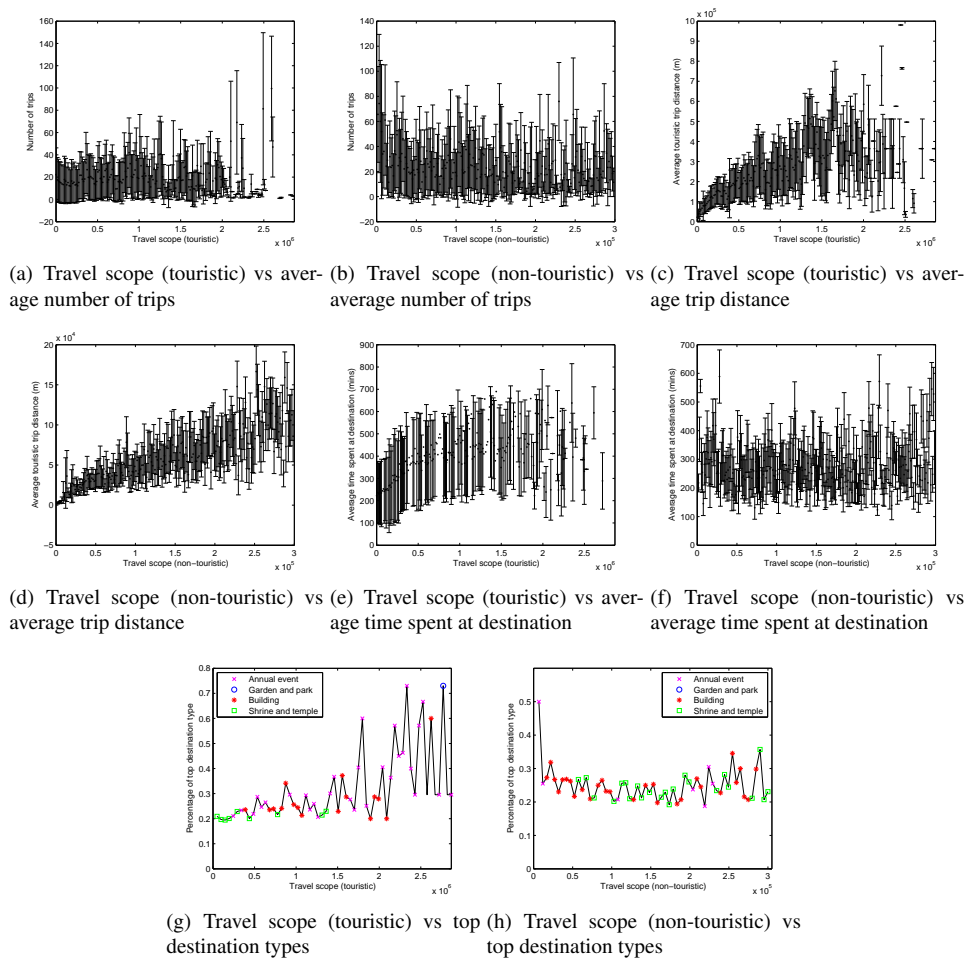 160
140
120
100
80
60
40
20
0
−20
Number of trips
0 0.5 1 1.5 2 2.5
x 10^6
Travel scope (touristic)
140
120
100
80
60
40
20
0
−20
Number of trips
0 0.5 1 1.5 2 2.5 3
x 10^5
Travel scope (non−touristic)
x 10^5
10
9
8
7
6
5
4
3
2
1
0
Average touristic trip distance (m)
0 0.5 1 1.5 2 2.5
x 10^6
Travel scope (touristic)
(a) Travel scope (touristic) vs aver-
age number of trips
(b) Travel scope (non-touristic) vs
average number of trips
(c) Travel scope (touristic) vs aver-
age trip distance
x 10^4
20
15
10
5
0
−5
Average touristic trip distance (m)
0 0.5 1 1.5 2 2.5 3
x 10^5
Travel scope (non−touristic)
900
800
700
600
500
400
300
200
100
0
Average time spent at destination (mins)
0 0.5 1 1.5 2 2.5
x 10^6
Travel scope (touristic)
700
600
500
400
300
200
100
0
Average time spent at destination (mins)
0 0.5 1 1.5 2 2.5 3
x 10^5
Travel scope (non−touristic)
(d) Travel scope (non-touristic) vs
average trip distance
(e) Travel scope (touristic) vs aver-
age time spent at destination
(f) Travel scope (non-touristic) vs
average time spent at destination
0.8
0.7
0.6
0.5
0.4
0.3
0.2
0.1
0
Percentage of top destination type
Annual event
Garden and park
Building
Shrine and temple
0 0.5 1 1.5 2 2.5
x 10^6
Travel scope (touristic)
0.5
0.4
0.3
0.2
0.1
0
Percentage of top destination type
Annual event
Garden and park
Building
Shrine and temple
0 0.5 1 1.5 2 2.5 3
x 10^5
Travel scope (non−touristic)
(g) Travel scope (touristic) vs top
destination types
(h) Travel scope (non-touristic) vs
top destination types